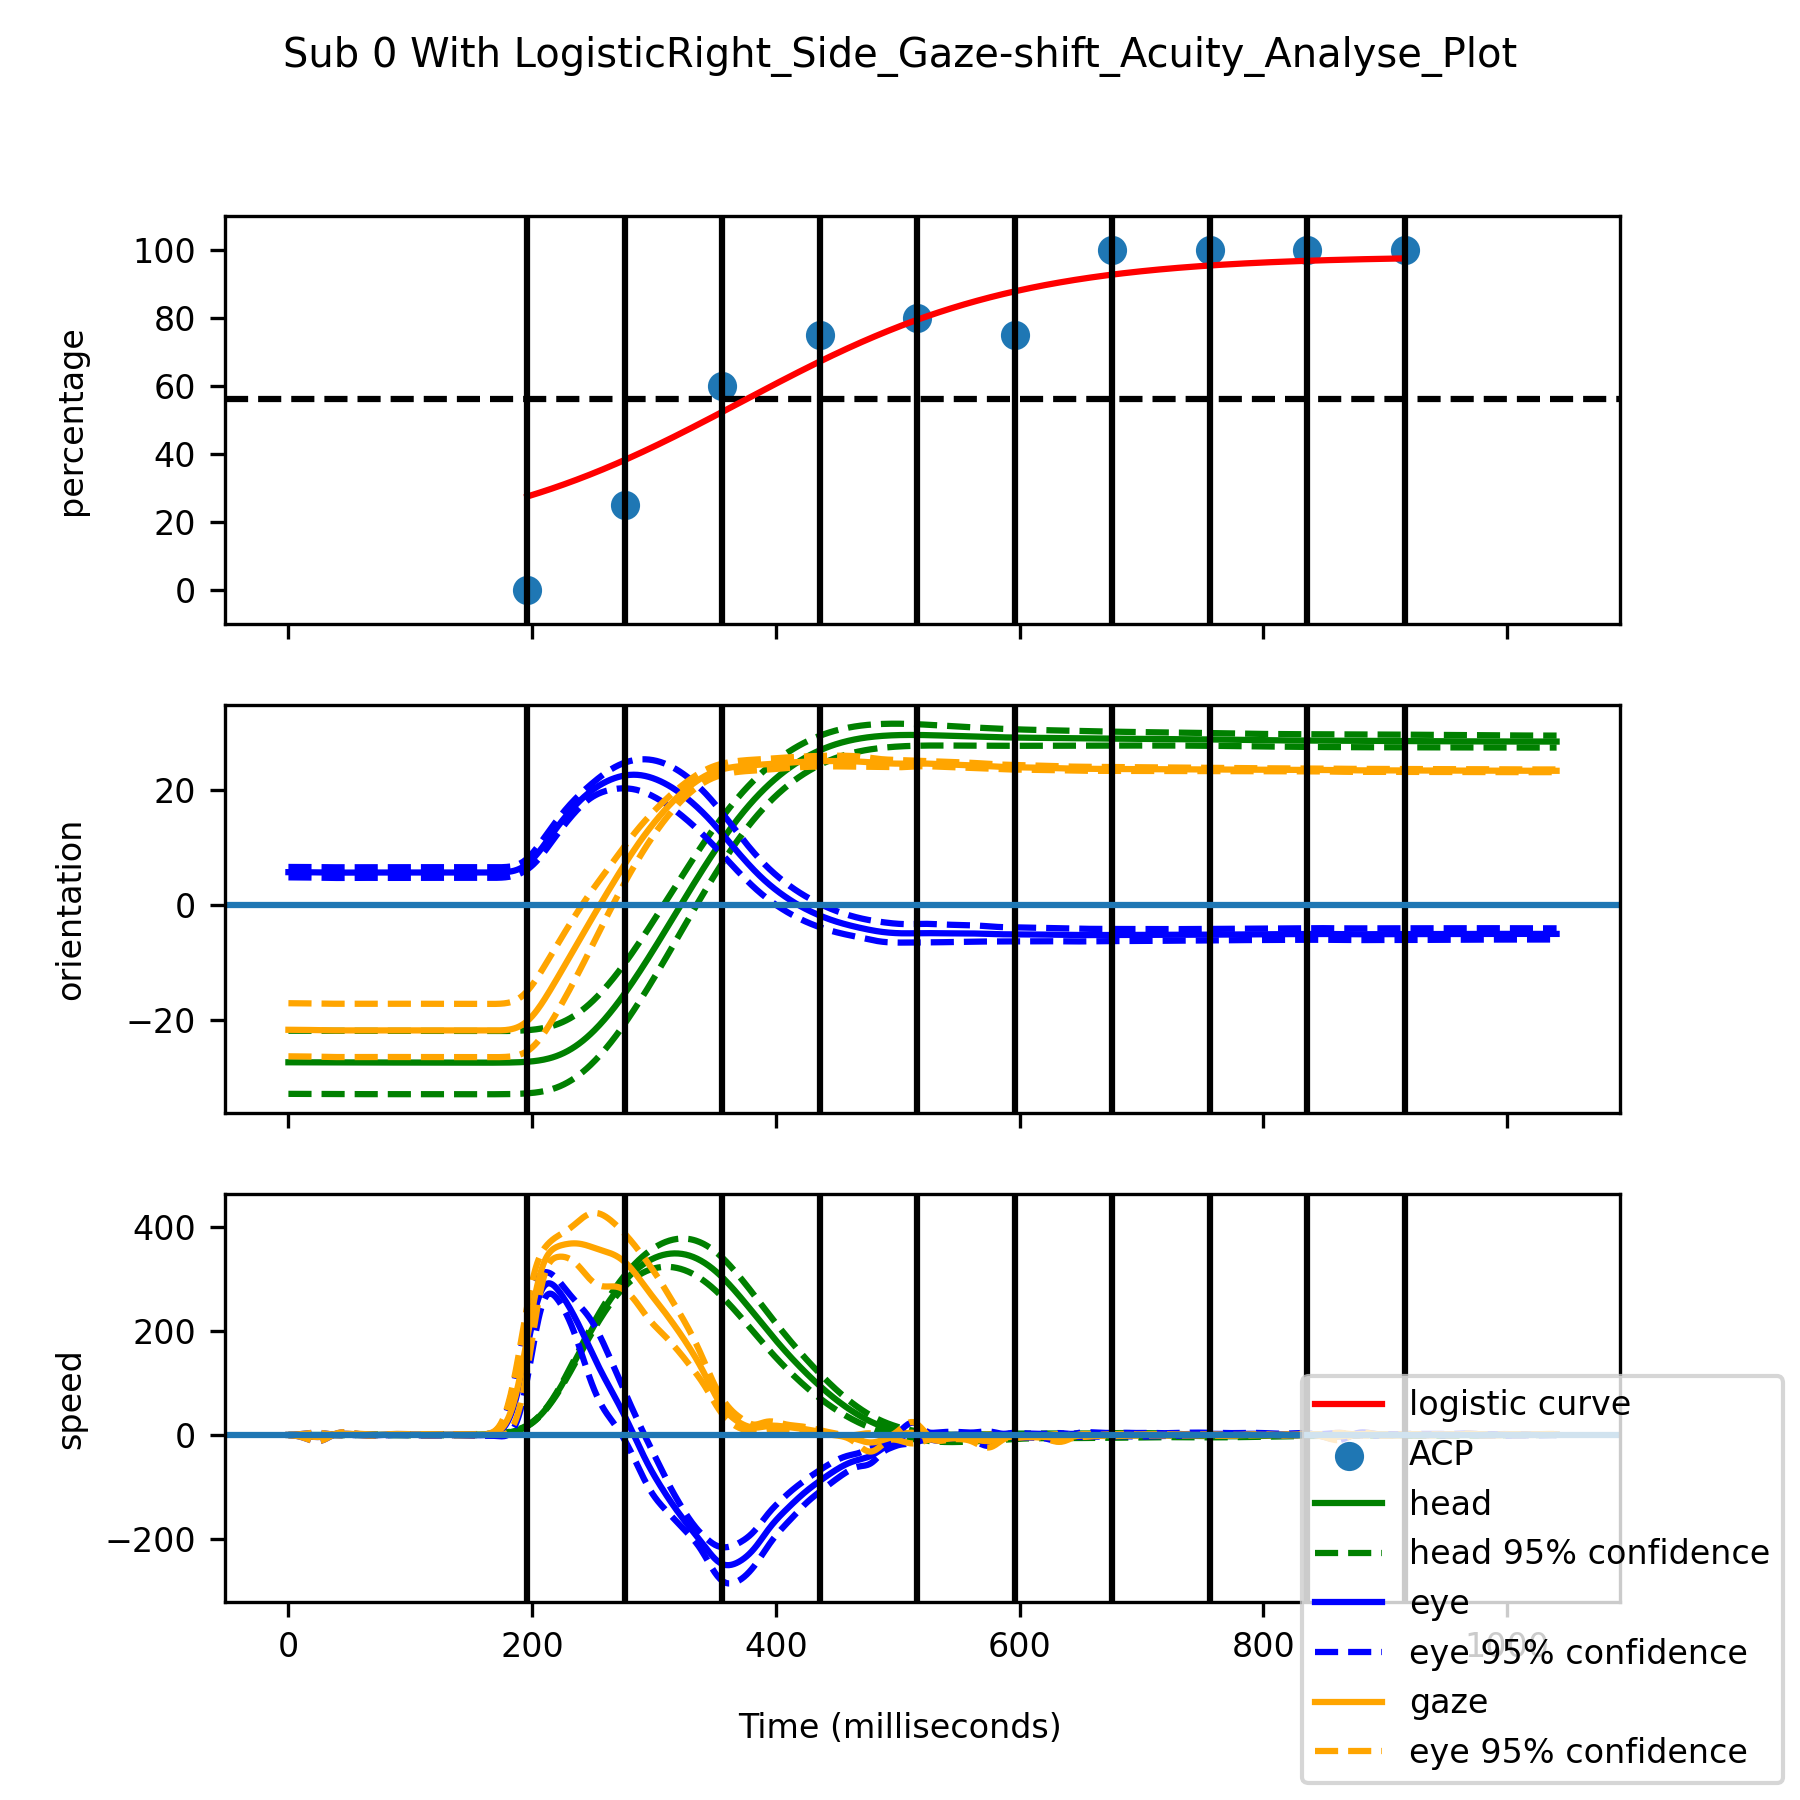 Sub 0 With LogisticRight_Side_Gaze-shift_Acuity_Analyse_Plot
100
80
60
40
20
0
percentage
20
0
−20
orientation
400
200
0
−200
speed
0
200
400
600
800
1000
Time (milliseconds)
logistic curve
ACP
head
head 95% confidence
eye
eye 95% confidence
gaze
eye 95% confidence